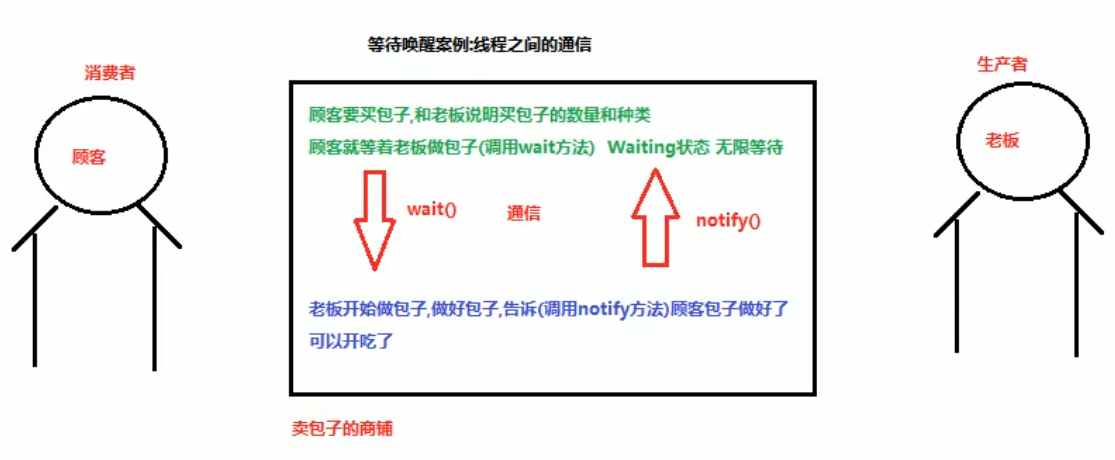 等待唤醒案例:线程之间的通信
消费者
生产者
顾客
老板
顾客要买包子,和老板说明买包子的数量和种类
顾客就等着老板做包子(调用wait方法) Waiting状态 无限等待
wait()
通信
notify()
老板开始做包子,做好包子,告诉(调用notify方法)顾客包子做好了
可以开吃了
卖包子的商铺